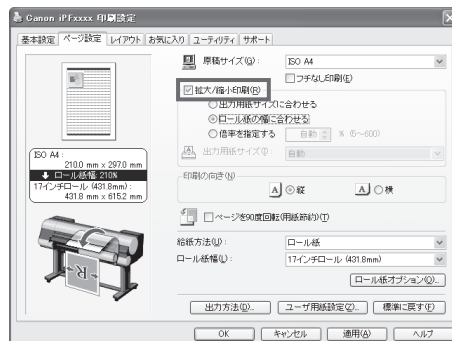 Canon iPFxxxx 印刷設定
基本設定 ページ設定 レイアウト お気に入り ユーティリティ サポート
原稿サイズ(G): ISO A4
フチなし印刷(E)
拡大/縮小印刷(R)
出力用紙サイズに合わせる
ロール紙の幅に合わせる
倍率を指定する 自動 % (5~600)
出力用紙サイズ(I): 自動
ISO A4 :
210.0 mm x 297.0 mm
ロール紙幅: 210%
17インチロール (431.8mm) :
431.8 mm x 615.2 mm
印刷の向き(N)
A 縦 A 横
ページを90度回転(用紙節約)(T)
給紙方法(U): ロール紙
ロール紙幅(L): 17インチロール (431.8mm)
ロール紙オプション(O)...
出力方法(D)... ユーザ用紙設定(Z)... 標準に戻す(F)
OK キャンセル 適用(A) ヘルプ